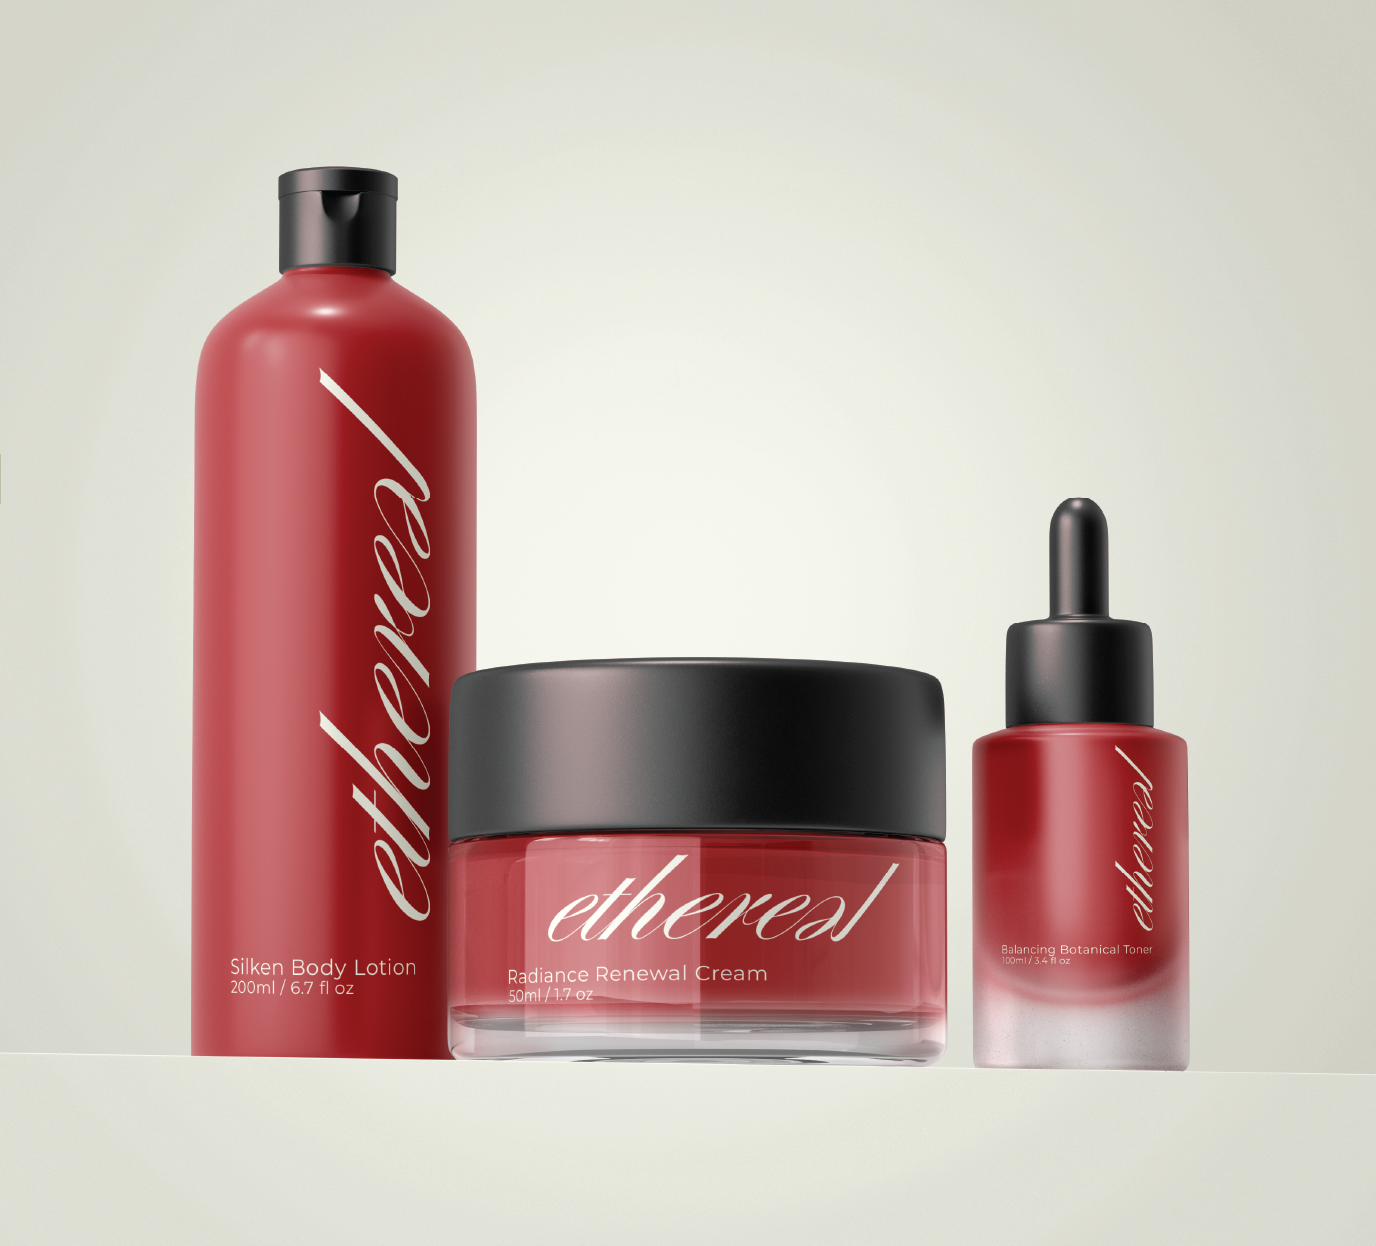 ethereal
Silken Body Lotion
200ml / 6.7 fl oz
ethereal
Radiance Renewal Cream
50ml / 1.7 oz
ethereal
Balancing Botanical Toner
100ml / 3.4 fl oz